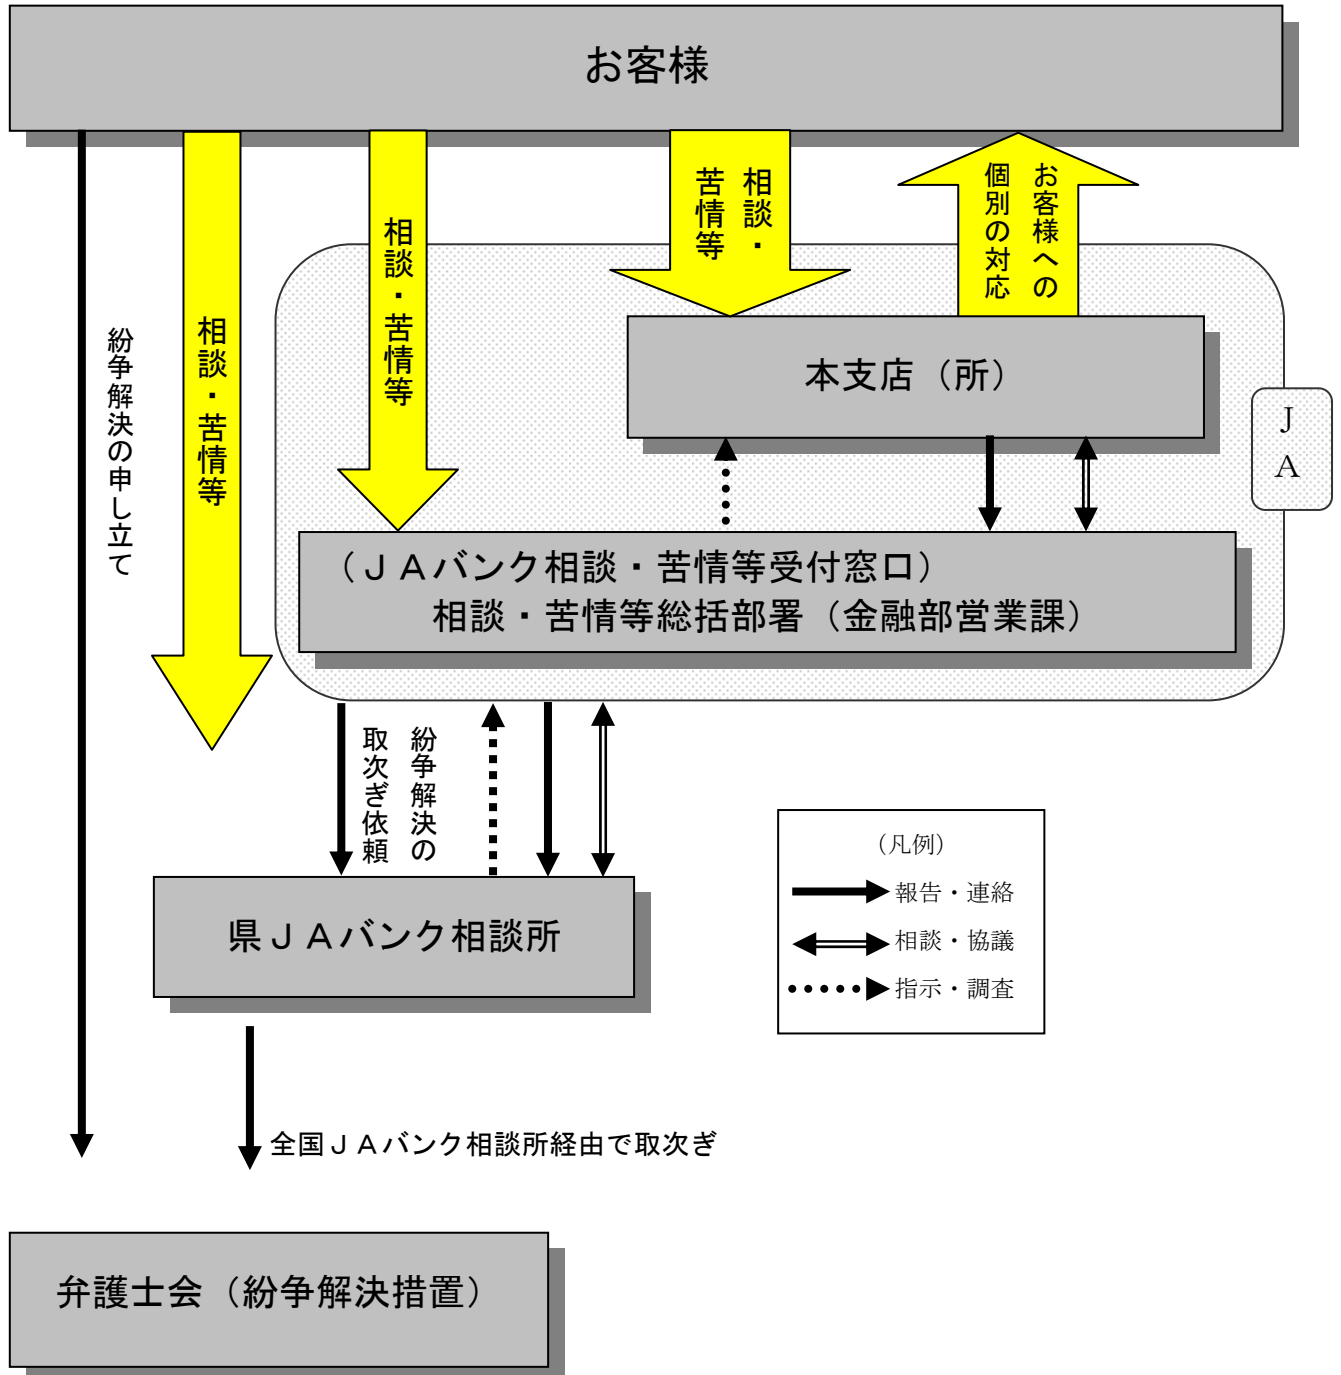 お客様
相談・
苦情等
お客様への
個別の対応
相談・苦情等
相談・苦情等
紛争解決の申し立て
本支店（所）
ＪＡ
（ＪＡバンク相談・苦情等受付窓口）
相談・苦情等総括部署（金融部営業課）
紛争解決の
取次ぎ依頼
（凡例）
報告・連絡
相談・協議
指示・調査
県ＪＡバンク相談所
全国ＪＡバンク相談所経由で取次ぎ
弁護士会（紛争解決措置）